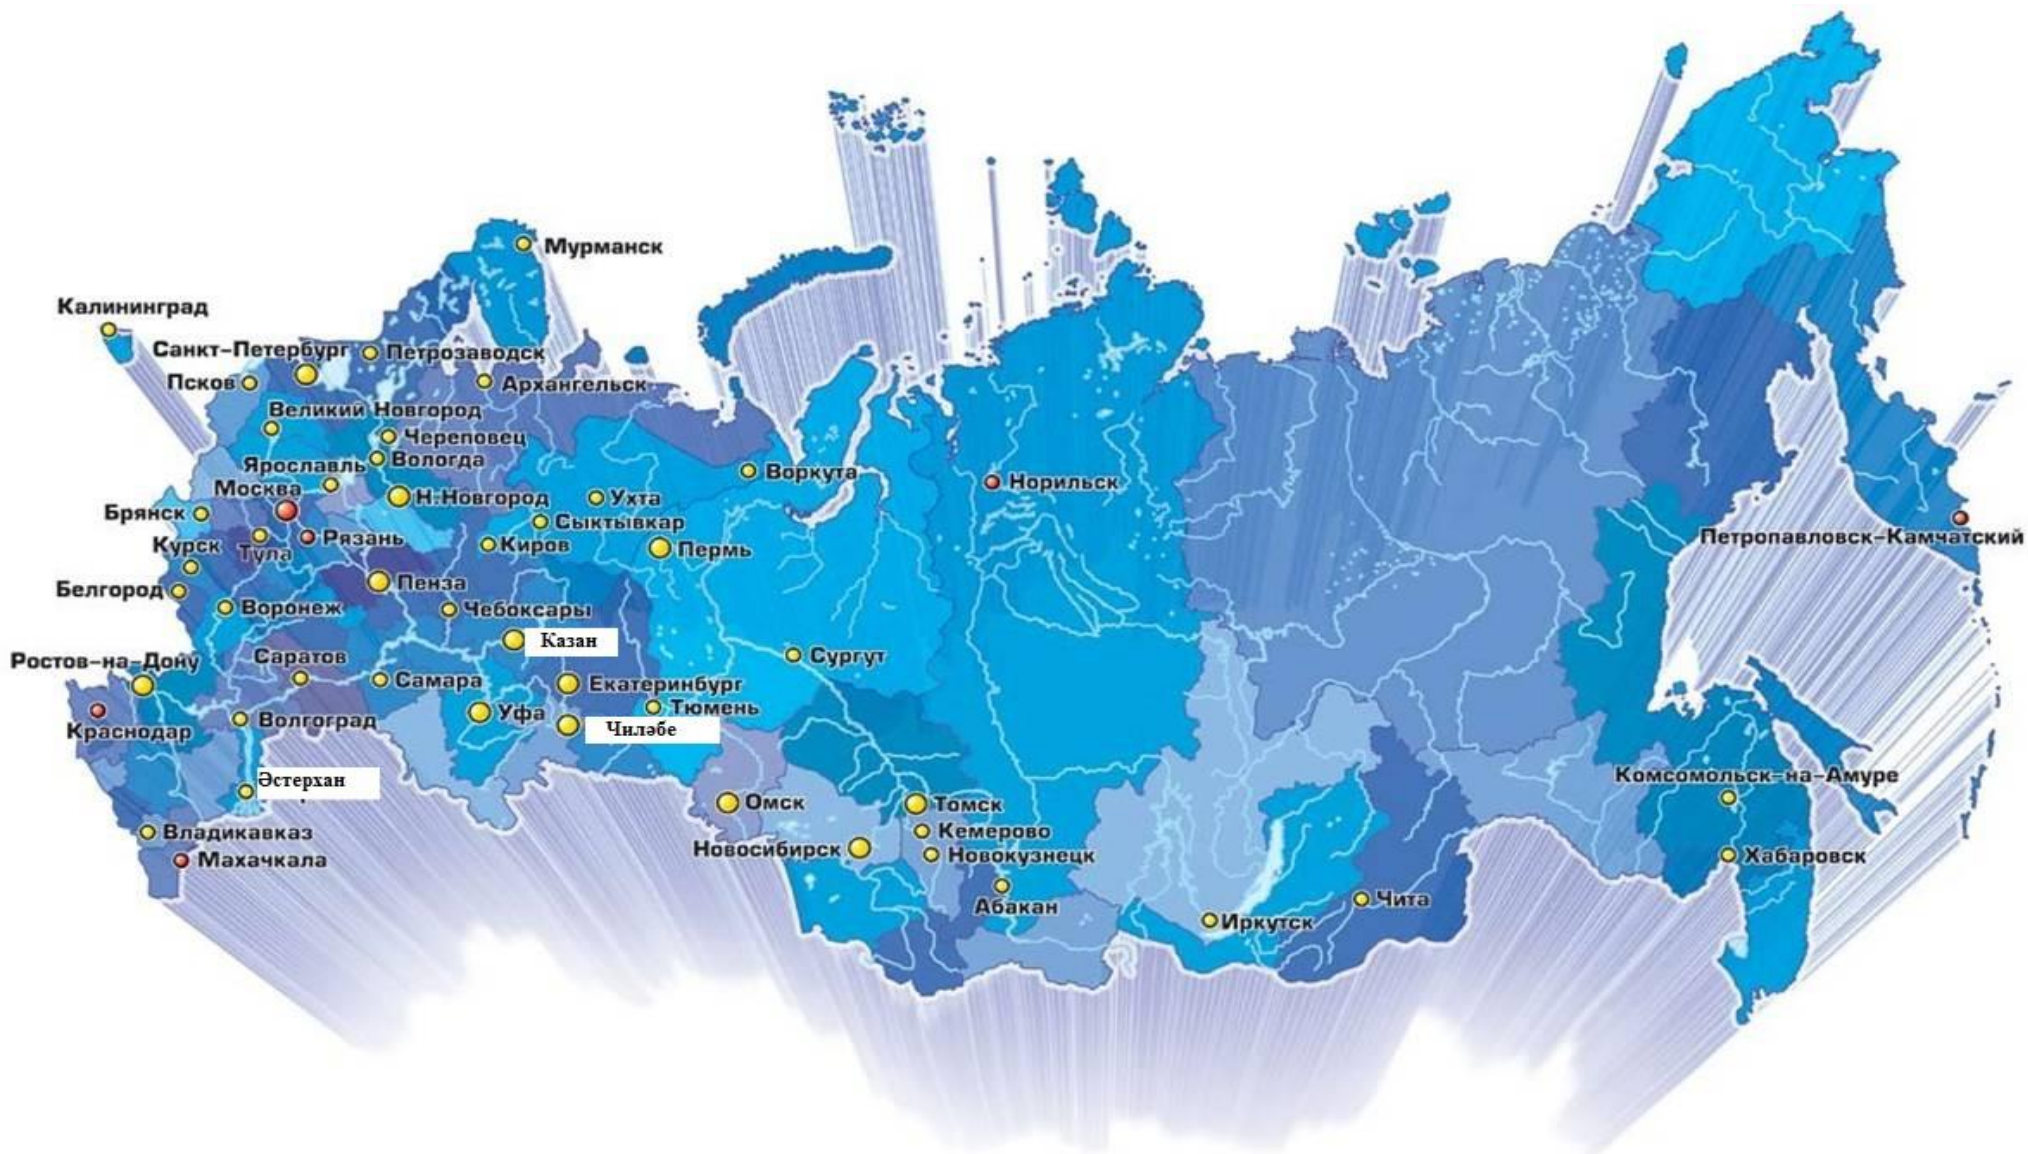 Мурманск
Калининград
Санкт-Петербург
Петрозаводск
Псков
Архангельск
Великий Новгород
Череповец
Вологда
Ярославль
Воркута
Москва
Н.Новгород
Ухта
Норильск
Брянск
Сыктывкар
Рязань
Курск
Тула
Киров
Пермь
Петропавловск-Камчатский
Пенза
Белгород
Воронеж
Чебоксары
Казан
Ростов-на-Дону
Саратов
Сургут
Самара
Екатеринбург
Тюмень
Краснодар
Волгоград
Уфа
Чиләбе
Әстерхан
Комсомольск-на-Амуре
Омск
Томск
Владикавказ
Кемерово
Махачкала
Новосибирск
Новокузнецк
Хабаровск
Абакан
Чита
Иркутск